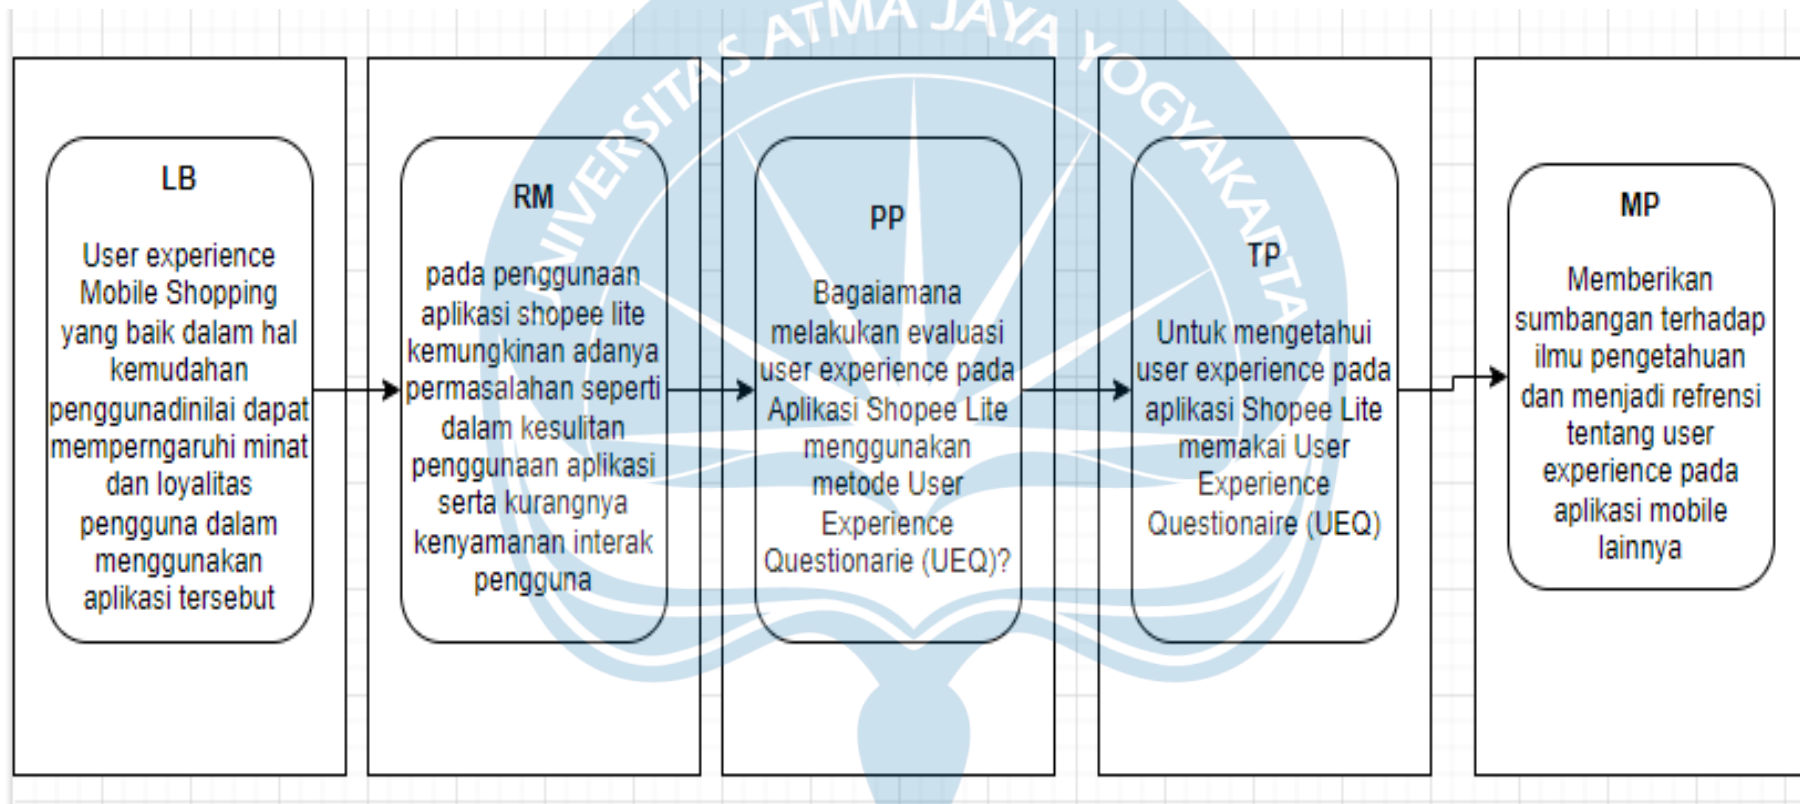 UNIVERSITAS ATMA JAYA YOGYAKARTA
LB
User experience
Mobile Shopping
yang baik dalam hal
kemudahan
penggunadinilai dapat
memperngaruhi minat
dan loyalitas
pengguna dalam
menggunakan
aplikasi tersebut
RM
pada penggunaan
aplikasi shopee lite
kemungkinan adanya
permasalahan seperti
dalam kesulitan
penggunaan aplikasi
serta kurangnya
kenyamanan interak
pengguna
PP
Bagaiamana
melakukan evaluasi
user experience pada
Aplikasi Shopee Lite
menggunakan
metode User
Experience
Questionarie (UEQ)?
TP
Untuk mengetahui
user experience pada
aplikasi Shopee Lite
memakai User
Experience
Questionaire (UEQ)
MP
Memberikan
sumbangan terhadap
ilmu pengetahuan
dan menjadi refrensi
tentang user
experience pada
aplikasi mobile
lainnya